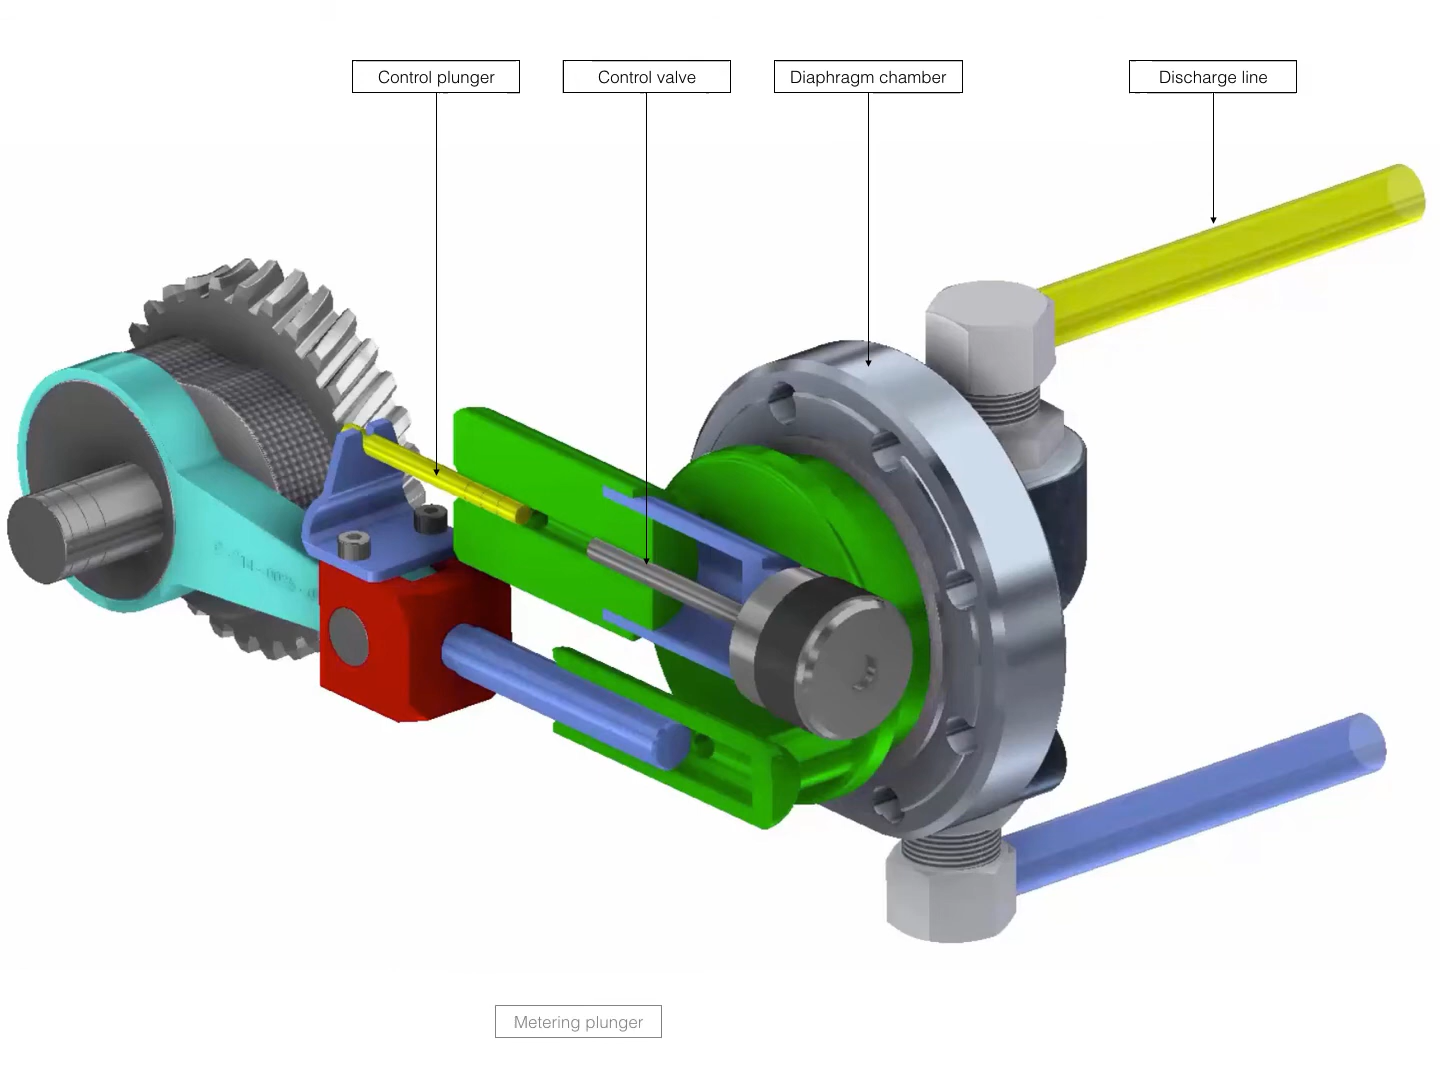 Control plunger
Control valve
Diaphragm chamber
Discharge line
Metering plunger